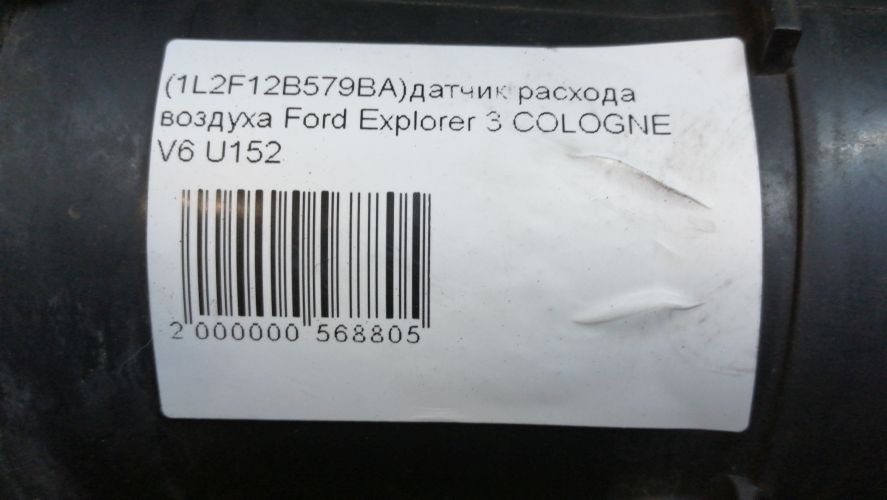 (1L2F12B579BA)датчик расхода
воздуха Ford Explorer 3 COLOGNE
V6 U152
2 000000 568805